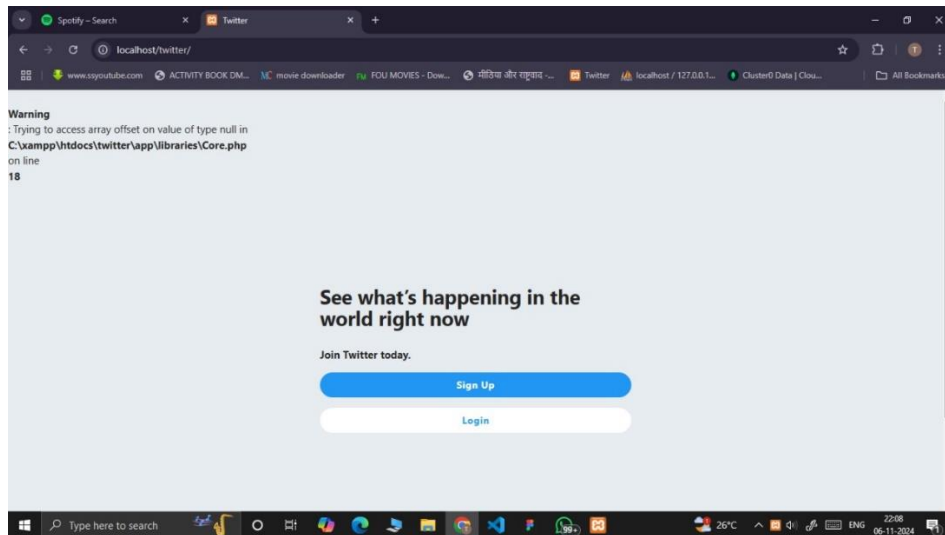 Spotify – Search
Twitter
localhost/twitter/
www.ssyoutube.com
ACTIVITY BOOK DM...
MC movie downloader
FOU MOVIES - Dow...
मीडिया और राष्ट्रवाद -...
Twitter
localhost / 127.0.0.1...
Cluster0 Data | Clou...
All Bookmarks
Warning
: Trying to access array offset on value of type null in
C:\xampp\htdocs\twitter\app\libraries\Core.php
on line
18
See what's happening in the
world right now
Join Twitter today.
Sign Up
Login
Type here to search
99+
26°C
ENG
22:08
06-11-2024